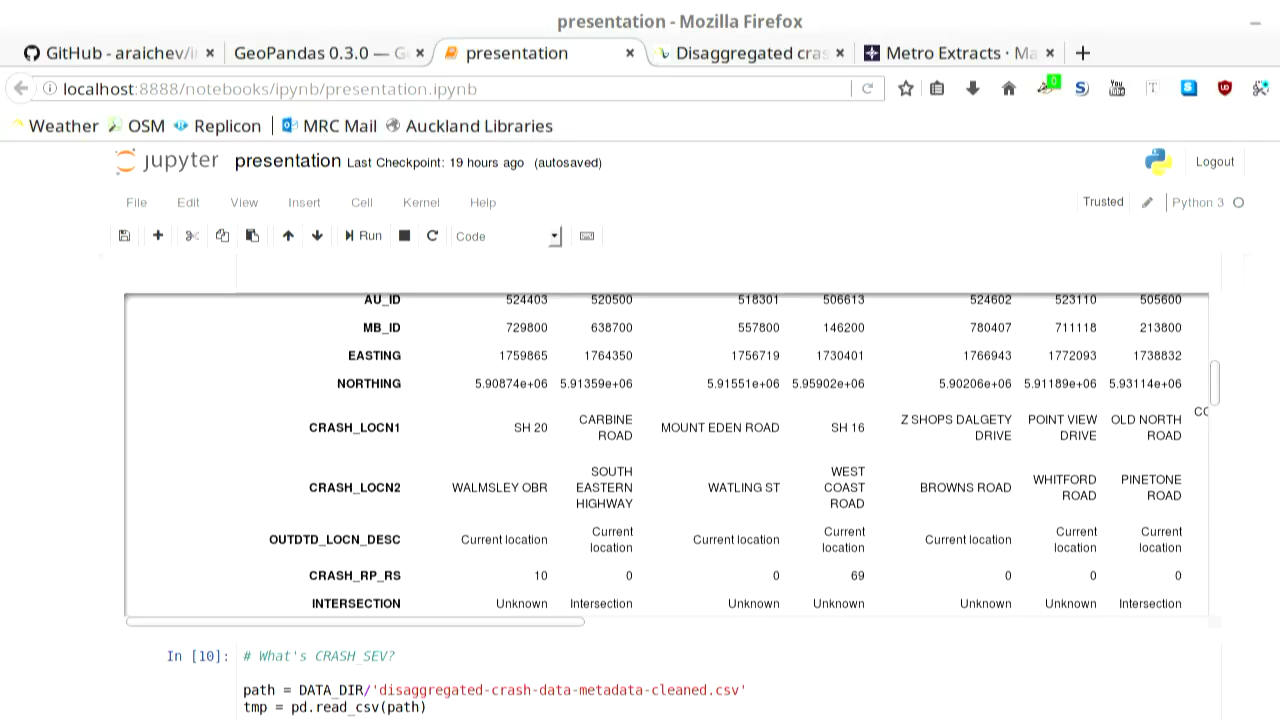 presentation - Mozilla Firefox
GitHub - araichev/i GeoPandas 0.3.0 — G presentation Disaggregated cras Metro Extracts · Ma
localhost:8888/notebooks/ipynb/presentation.ipynb
Weather OSM Replicon MRC Mail Auckland Libraries
jupyter presentation Last Checkpoint: 19 hours ago (autosaved) Logout
File Edit View Insert Cell Kernel Help Trusted Python 3
Run Code
AU_ID 524403 520500 518301 506613 524602 523110 505600
MB_ID 729800 638700 557800 146200 780407 711118 213800
EASTING 1759865 1764350 1756719 1730401 1766943 1772093 1738832
NORTHING 5.90874e+06 5.91359e+06 5.91551e+06 5.95902e+06 5.90206e+06 5.91189e+06 5.93114e+06
CRASH_LOCN1 SH 20 CARBINE ROAD MOUNT EDEN ROAD SH 16 Z SHOPS DALGETY DRIVE POINT VIEW DRIVE OLD NORTH ROAD CO
CRASH_LOCN2 WALMSLEY OBR SOUTH EASTERN HIGHWAY WATLING ST WEST COAST ROAD BROWNS ROAD WHITFORD ROAD PINETONE ROAD
OUTDTD_LOCN_DESC Current location Current location Current location Current location Current location Current location Current location
CRASH_RP_RS 10 0 0 69 0 0 0
INTERSECTION Unknown Intersection Unknown Unknown Unknown Unknown Intersection
In [10]: # What's CRASH_SEV?
path = DATA_DIR/'disaggregated-crash-data-metadata-cleaned.csv'
tmp = pd.read_csv(path)